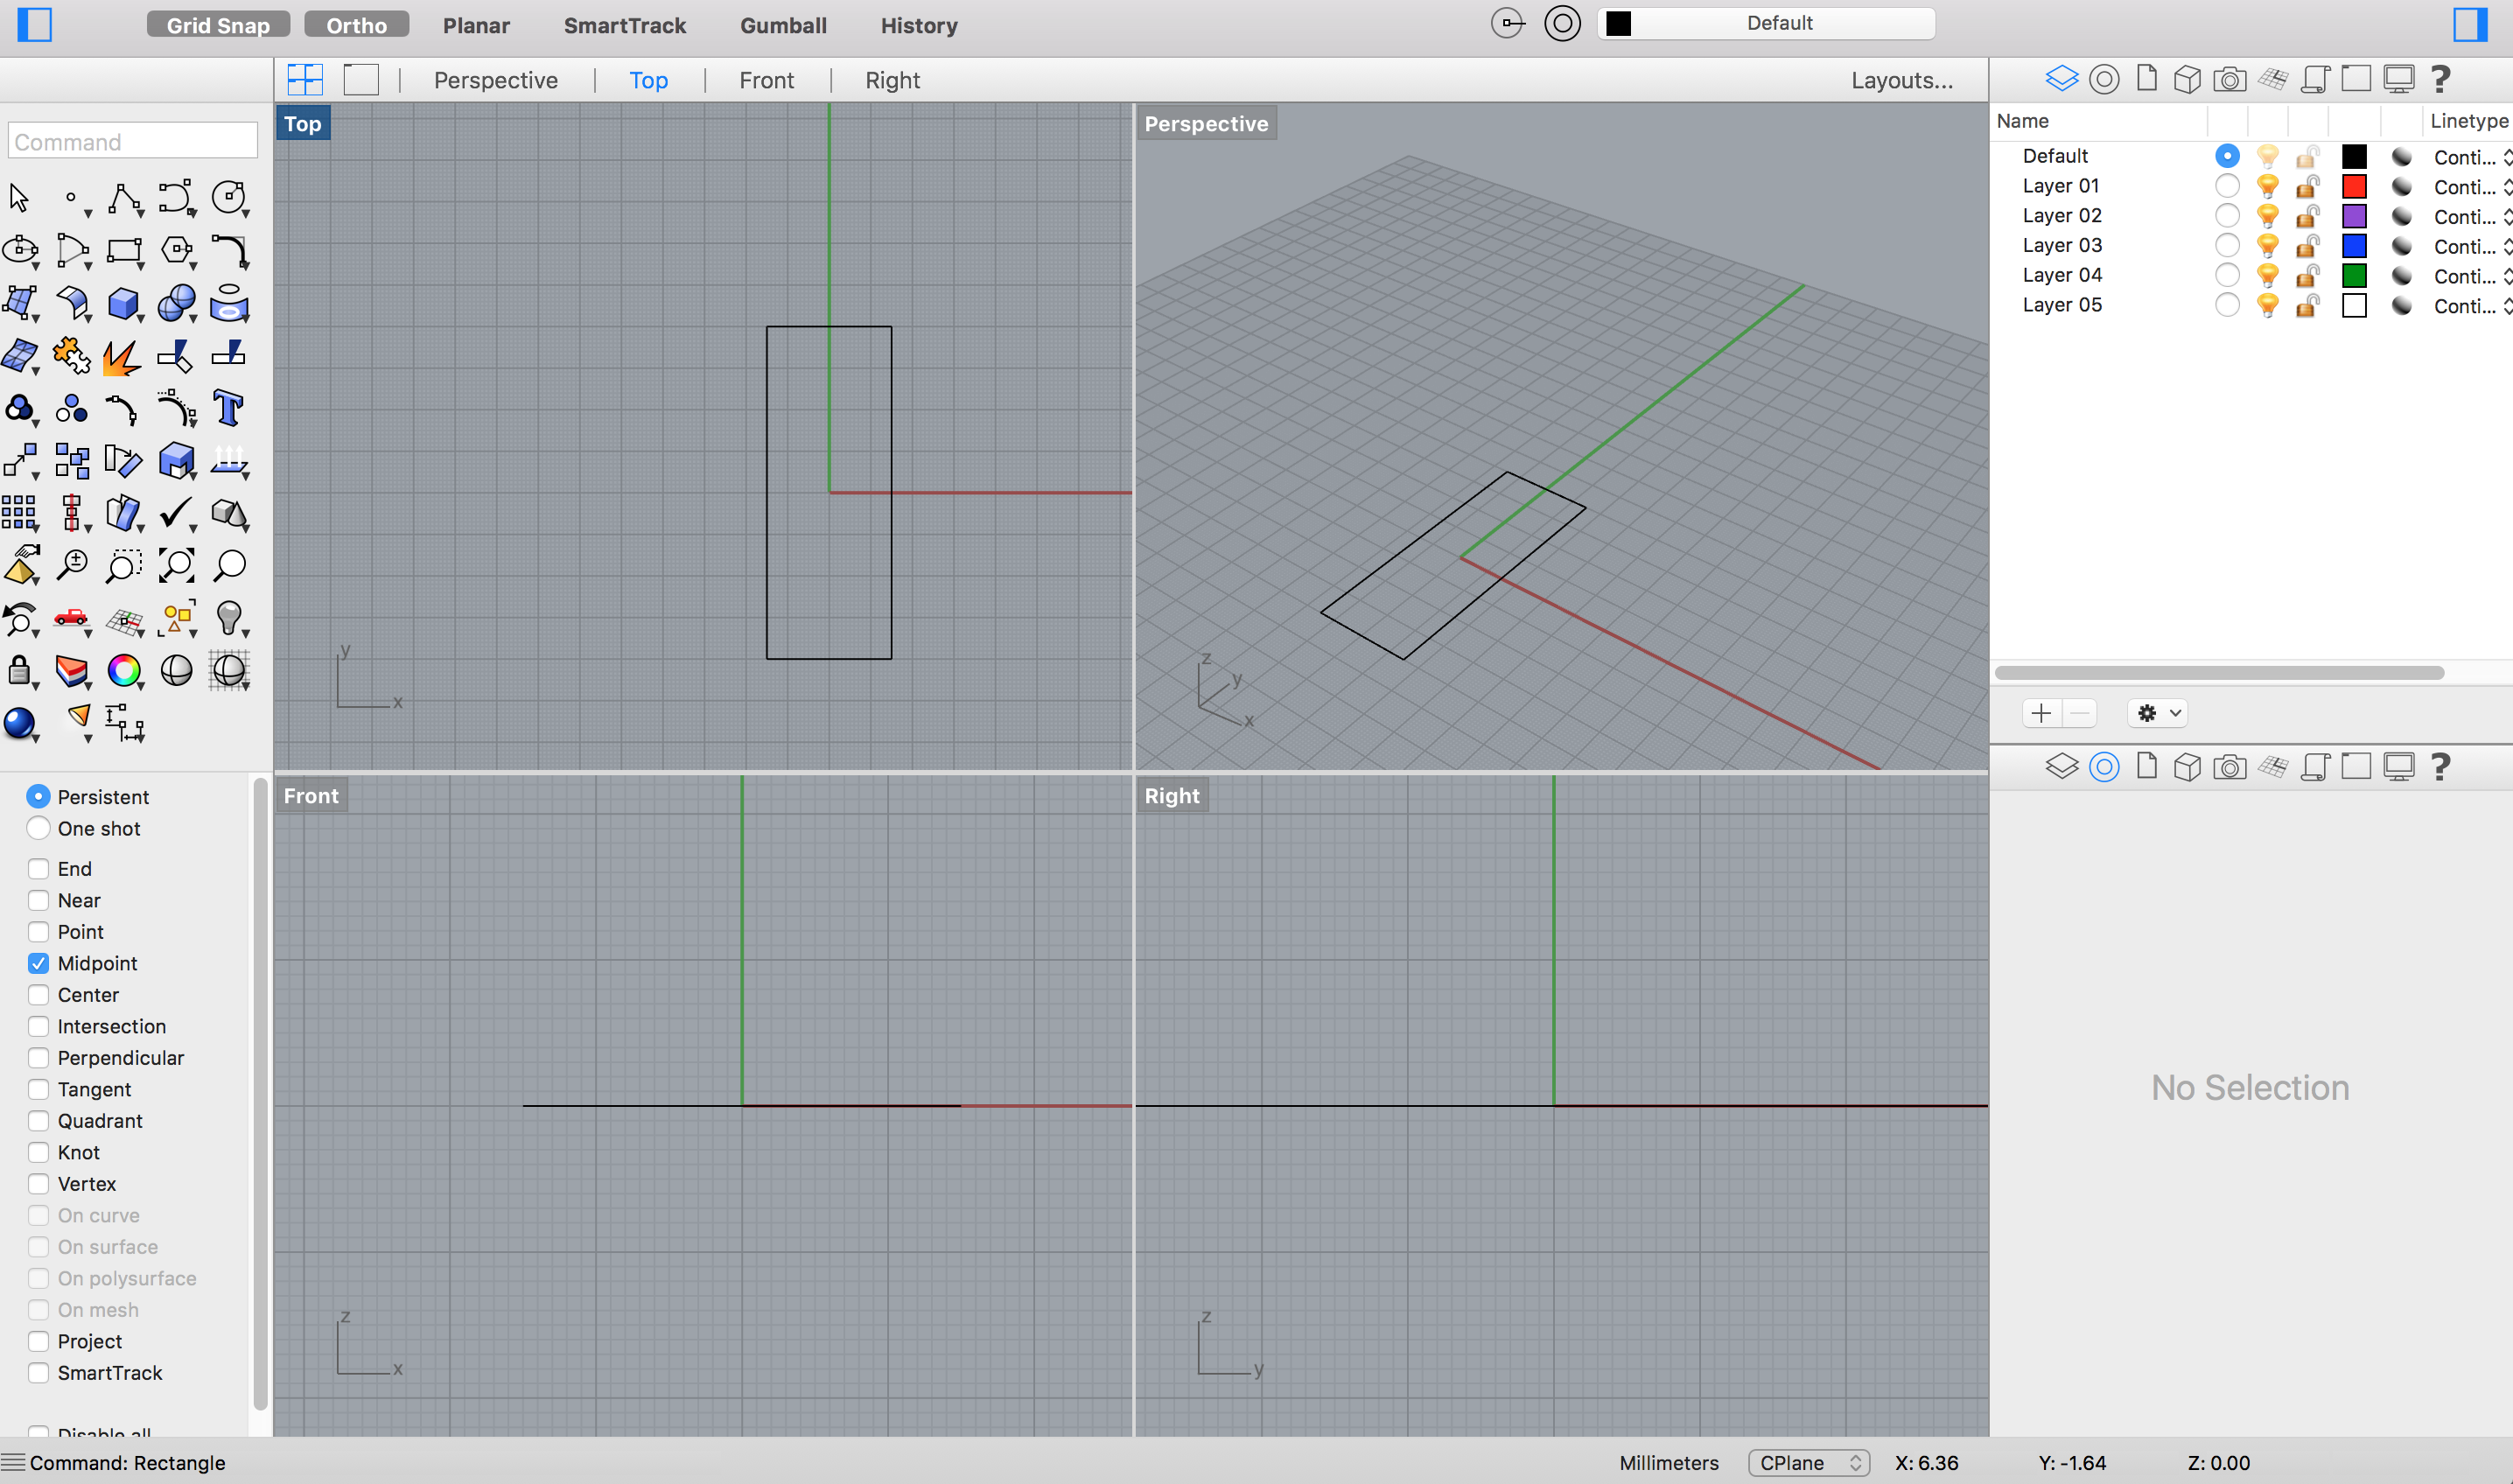 Grid Snap Ortho Planar SmartTrack Gumball History Default
Perspective Top Front Right Layouts...
Command
Top
y
x
Perspective
z
y
x
Front
z
x
Right
z
y
Name Linetype
Default Conti...
Layer 01 Conti...
Layer 02 Conti...
Layer 03 Conti...
Layer 04 Conti...
Layer 05 Conti...
No Selection
Persistent
One shot
End
Near
Point
Midpoint
Center
Intersection
Perpendicular
Tangent
Quadrant
Knot
Vertex
On curve
On surface
On polysurface
On mesh
Project
SmartTrack
Disable all
Command: Rectangle Millimeters CPlane X: 6.36 Y: -1.64 Z: 0.00